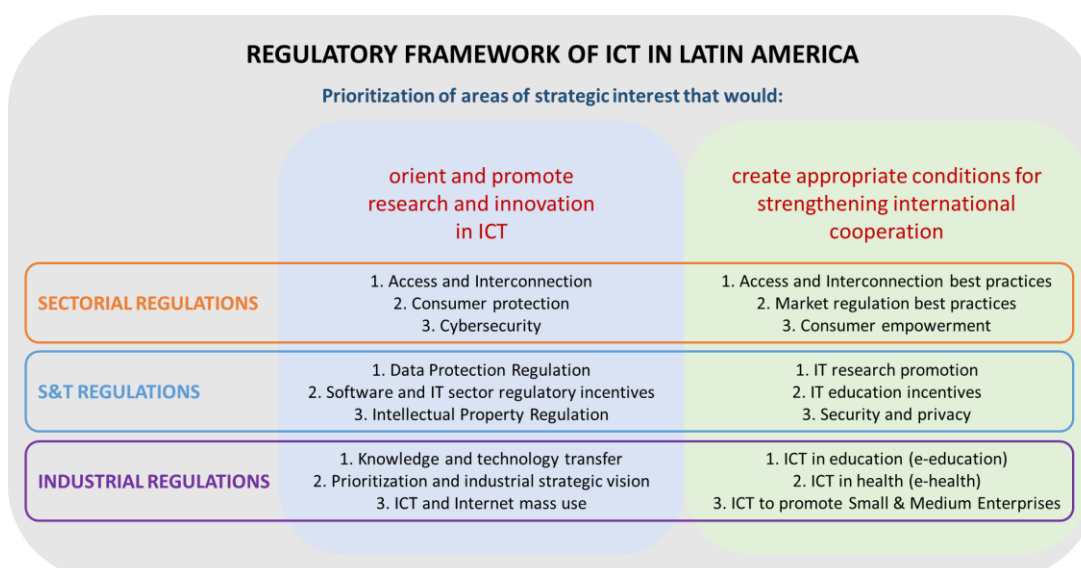 REGULATORY FRAMEWORK OF ICT IN LATIN AMERICA
Prioritization of areas of strategic interest that would:
orient and promote
research and innovation
in ICT
create appropriate conditions for
strengthening international
cooperation
SECTORIAL REGULATIONS
1. Access and Interconnection
2. Consumer protection
3. Cybersecurity
1. Access and Interconnection best practices
2. Market regulation best practices
3. Consumer empowerment
S&T REGULATIONS
1. Data Protection Regulation
2. Software and IT sector regulatory incentives
3. Intellectual Property Regulation
1. IT research promotion
2. IT education incentives
3. Security and privacy
INDUSTRIAL REGULATIONS
1. Knowledge and technology transfer
2. Prioritization and industrial strategic vision
3. ICT and Internet mass use
1. ICT in education (e-education)
2. ICT in health (e-health)
3. ICT to promote Small & Medium Enterprises